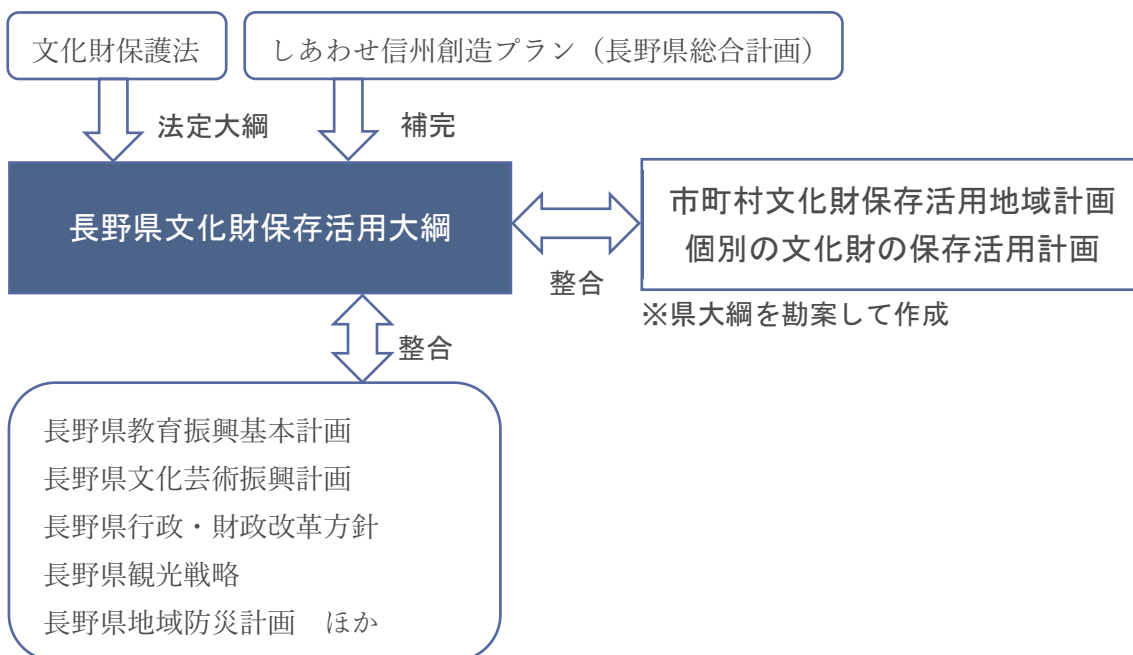 文化財保護法
しあわせ信州創造プラン（長野県総合計画）
法定大綱
補完
長野県文化財保存活用大綱
整合
市町村文化財保存活用地域計画
個別の文化財の保存活用計画
※県大綱を勘案して作成
整合
長野県教育振興基本計画
長野県文化芸術振興計画
長野県行政・財政改革方針
長野県観光戦略
長野県地域防災計画　ほか